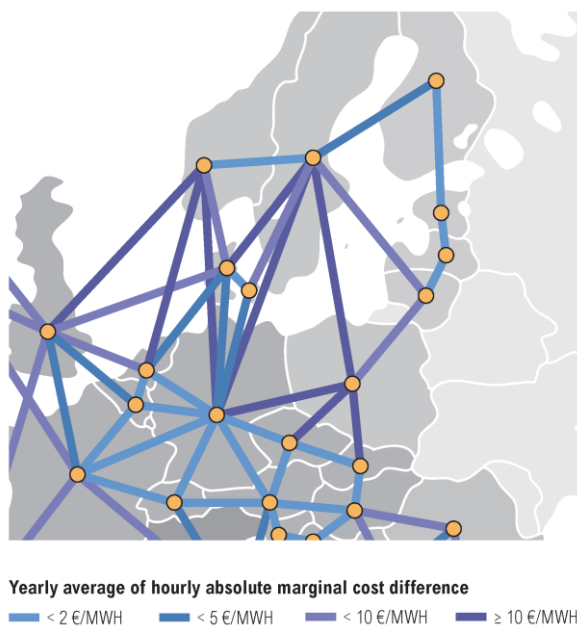 Yearly average of hourly absolute marginal cost difference
< 2 €/MWH < 5 €/MWH < 10 €/MWH ≥ 10 €/MWH